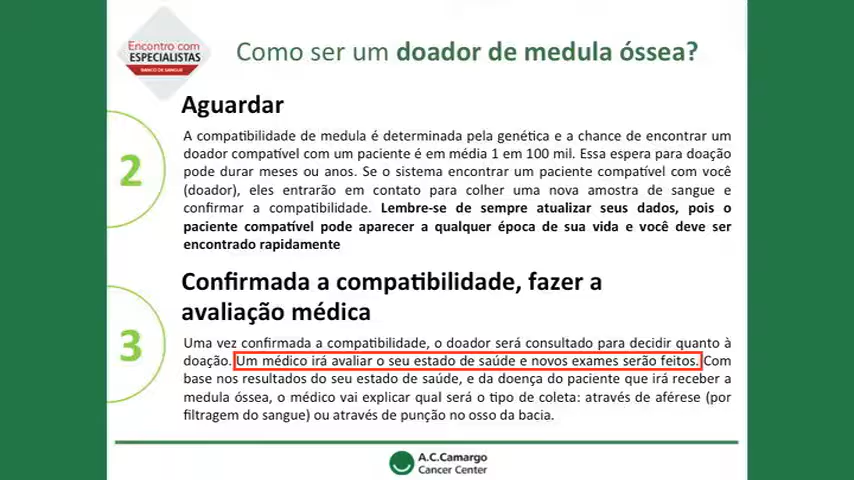 Encontro com
ESPECIALISTAS
BANCO DE SANGUE
Como ser um doador de medula óssea?
2
Aguardar
A compatibilidade de medula é determinada pela genética e a chance de encontrar um
doador compatível com um paciente é em média 1 em 100 mil. Essa espera para doação
pode durar meses ou anos. Se o sistema encontrar um paciente compatível com você
(doador), eles entrarão em contato para colher uma nova amostra de sangue e
confirmar a compatibilidade. Lembre-se de sempre atualizar seus dados, pois o
paciente compatível pode aparecer a qualquer época de sua vida e você deve ser
encontrado rapidamente
3
Confirmada a compatibilidade, fazer a
avaliação médica
Uma vez confirmada a compatibilidade, o doador será consultado para decidir quanto à
doação. Um médico irá avaliar o seu estado de saúde e novos exames serão feitos. Com
base nos resultados do seu estado de saúde, e da doença do paciente que irá receber a
medula óssea, o médico vai explicar qual será o tipo de coleta: através de aférese (por
filtragem do sangue) ou através de punção no osso da bacia.
A.C.Camargo
Cancer Center